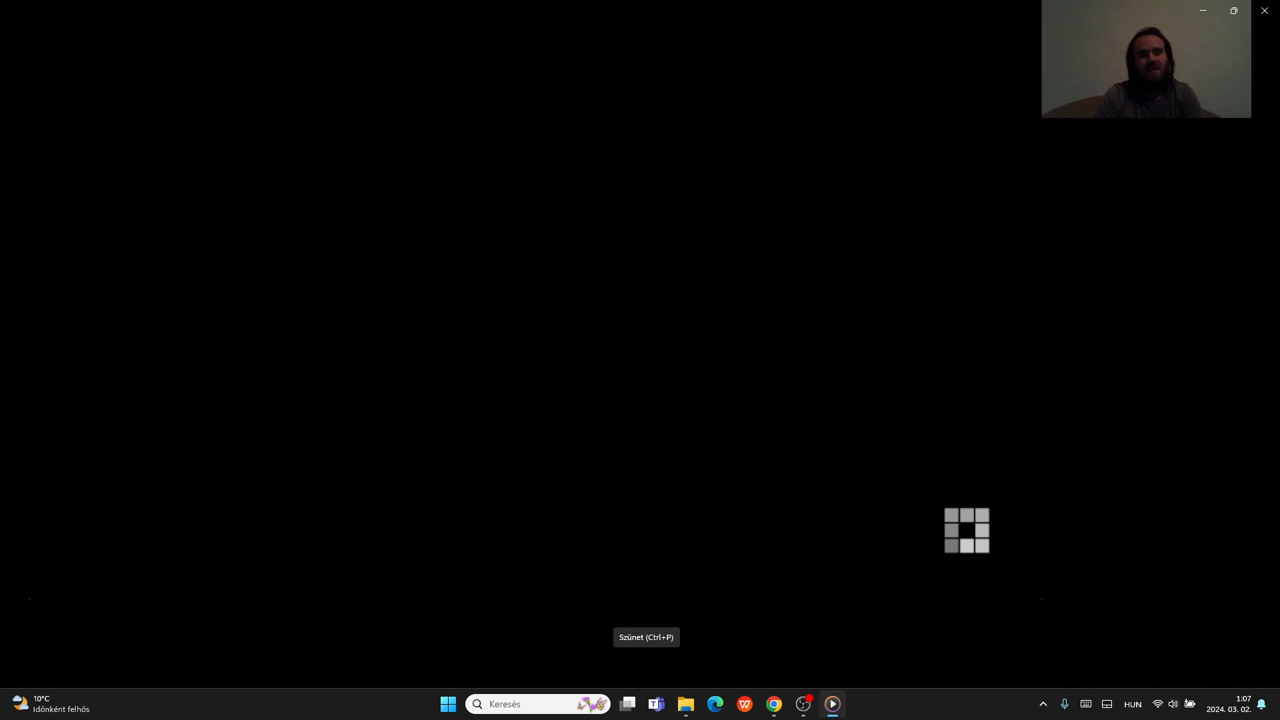 Szünet (Ctrl+P)
10°C
Időnként felhős
Keresés
HUN
1:07
2024. 03. 02.